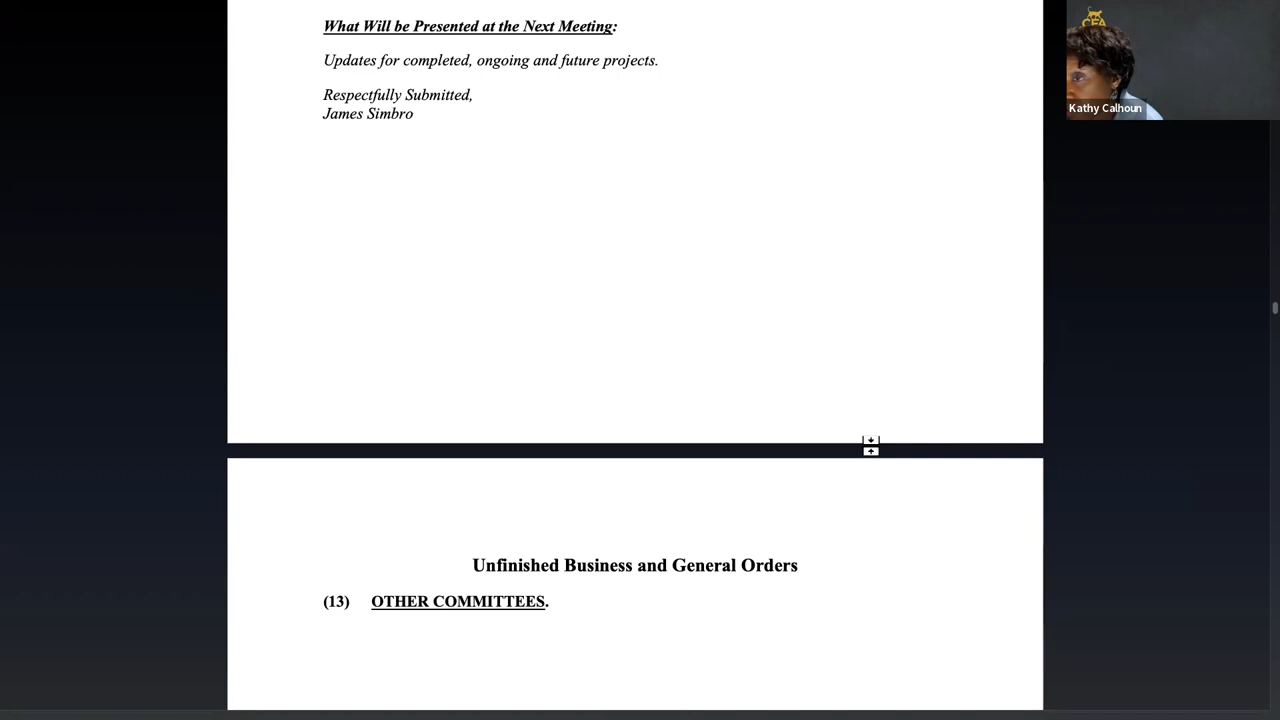 What Will be Presented at the Next Meeting:
Updates for completed, ongoing and future projects.
Respectfully Submitted,
James Simbro
CFA
Kathy Calhoun
Unfinished Business and General Orders
(13) OTHER COMMITTEES.